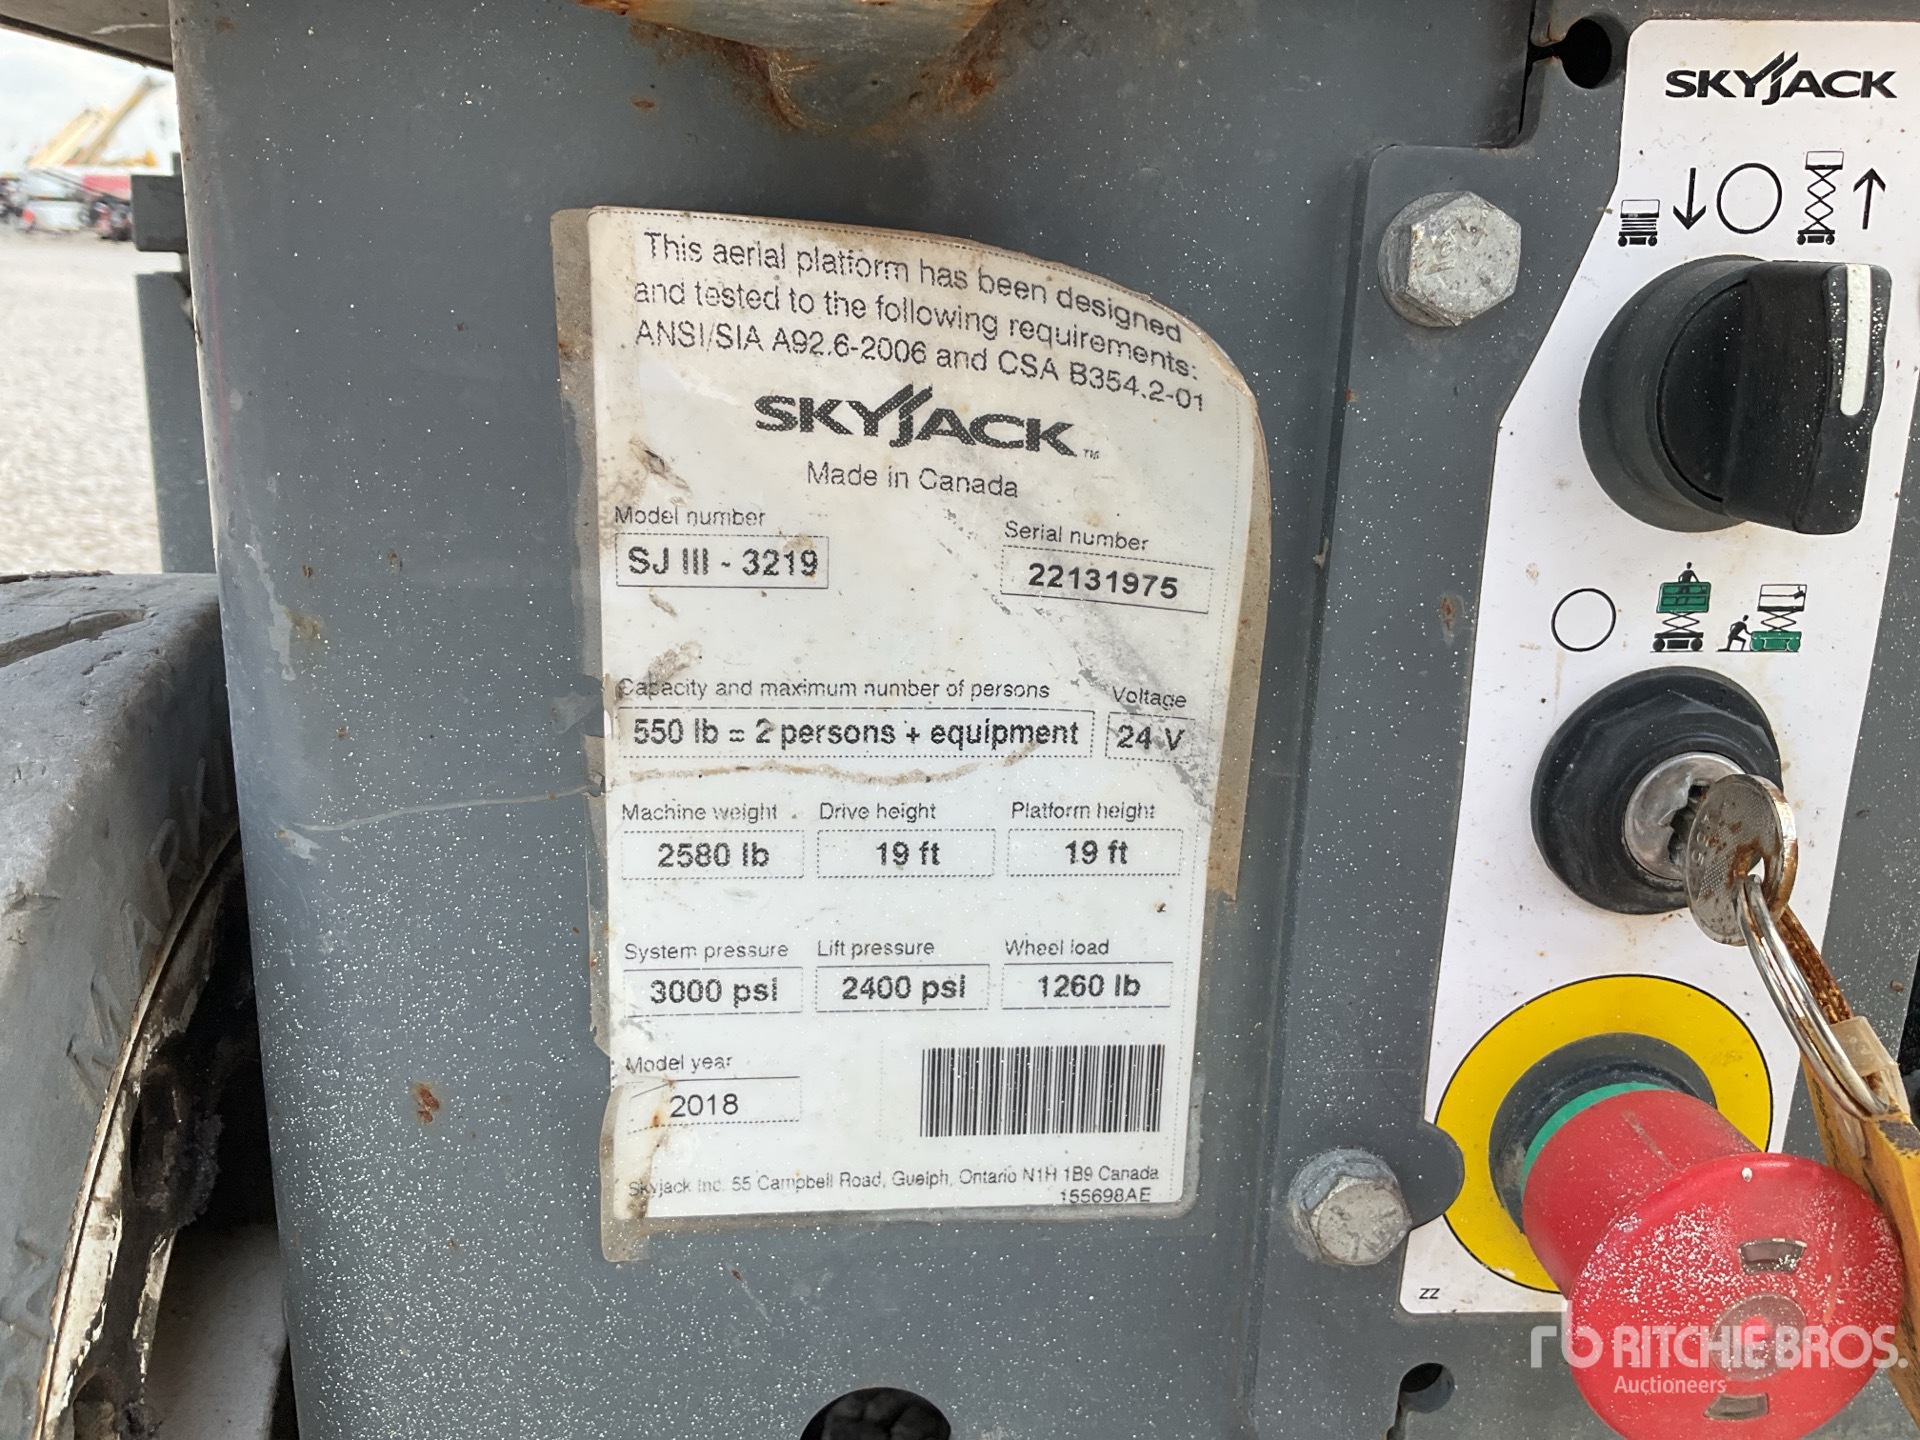 This aerial platform has been designed
and tested to the following requirements:
ANSI/SIA A92.6-2006 and CSA B354.2-01
SKYJACK™
Made in Canada
Model number
SJ III - 3219
Serial number
22131975
Capacity and maximum number of persons
550 lb = 2 persons + equipment
Voltage
24 V
Machine weight
2580 lb
Drive height
19 ft
Platform height
19 ft
System pressure
3000 psi
Lift pressure
2400 psi
Wheel load
1260 lb
Model year
2018
Skyjack Inc. 55 Campbell Road, Guelph, Ontario N1H 1B9 Canada
155698AE
SKYJACK
ZZ
rb RITCHIE BROS.
Auctioneers